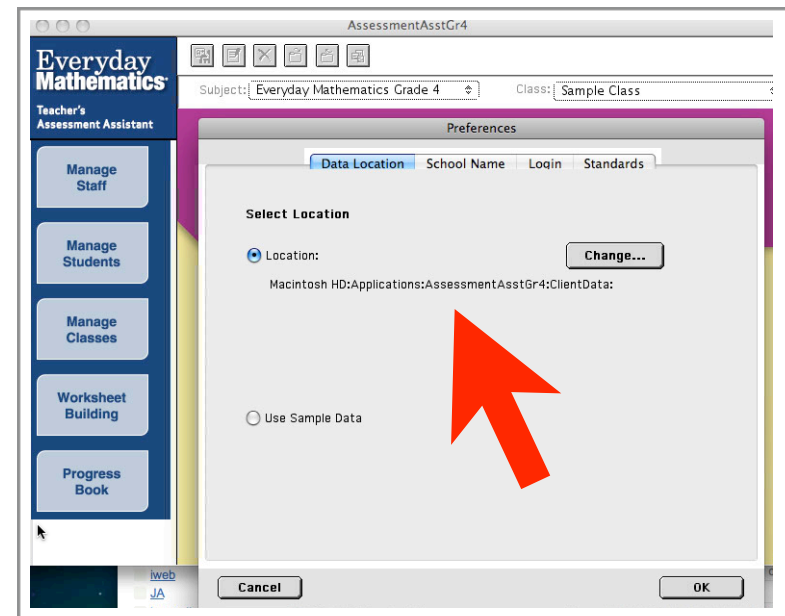 AssessmentAsstGr4
Everyday
Mathematics
Teacher's
Assessment Assistant
Subject: Everyday Mathematics Grade 4 Class: Sample Class
Preferences
Data Location School Name Login Standards
Manage
Staff
Select Location
Manage
Students
Location: Change...
Macintosh HD:Applications:AssessmentAsstGr4:ClientData:
Manage
Classes
Worksheet
Building
Use Sample Data
Progress
Book
iweb
JA
Cancel OK